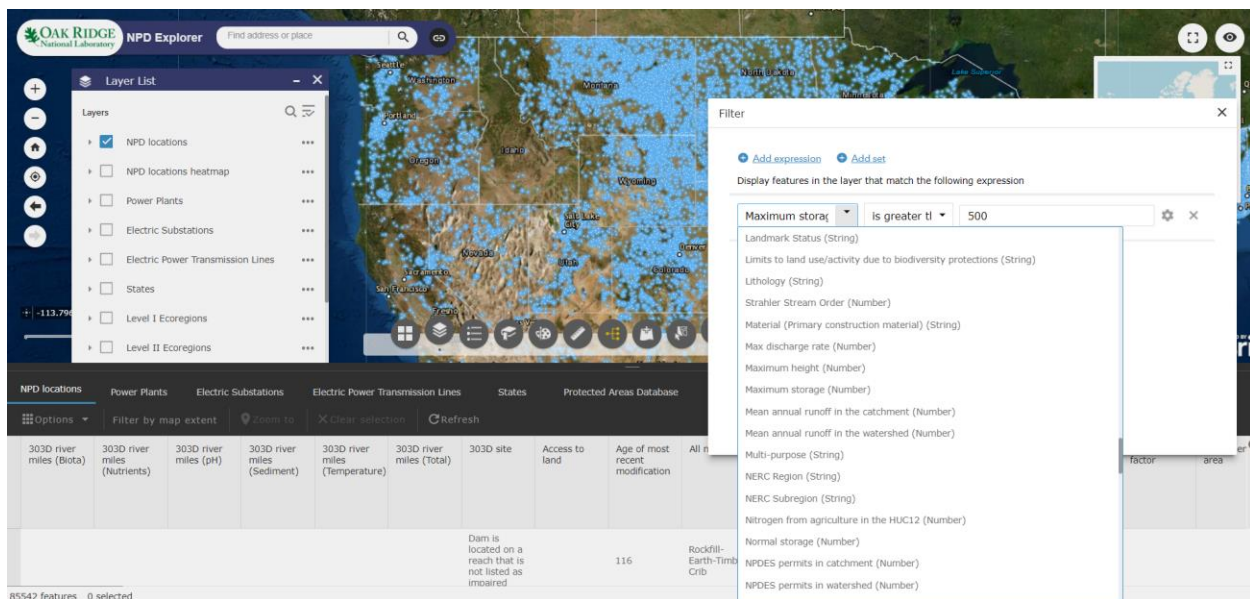 OAK RIDGE
National Laboratory
NPD Explorer
Find address or place
Layer List
Layers
NPD locations
NPD locations heatmap
Power Plants
Electric Substations
Electric Power Transmission Lines
States
Level I Ecoregions
Level II Ecoregions
-113.796
Seattle
Washington
Portland
Oregon
Montana
North Dakota
Lake Superior
Minnesota
Idaho
Wyoming
Salt Lake
City
Nevada
Utah
Denver
Colorado
Sacramento
San Francisco
Fresno
Filter
Add expression
Add set
Display features in the layer that match the following expression
Maximum storag
is greater tl
500
Landmark Status (String)
Limits to land use/activity due to biodiversity protections (String)
Lithology (String)
Strahler Stream Order (Number)
Material (Primary construction material) (String)
Max discharge rate (Number)
Maximum height (Number)
Maximum storage (Number)
Mean annual runoff in the catchment (Number)
Mean annual runoff in the watershed (Number)
Multi-purpose (String)
NERC Region (String)
NERC Subregion (String)
Nitrogen from agriculture in the HUC12 (Number)
Normal storage (Number)
NPDES permits in catchment (Number)
NPDES permits in watershed (Number)
NPD locations
Power Plants
Electric Substations
Electric Power Transmission Lines
States
Protected Areas Database
Options
Filter by map extent
Zoom to
Clear selection
Refresh
303D river
miles (Biota)
303D river
miles
(Nutrients)
303D river
miles (pH)
303D river
miles
(Sediment)
303D river
miles
(Temperature)
303D river
miles (Total)
303D site
Access to
land
Age of most
recent
modification
All m
factor
area
Dam is
located on a
reach that is
not listed as
impaired
116
Rockfill-
Earth-Timb
Crib
85542 features 0 selected